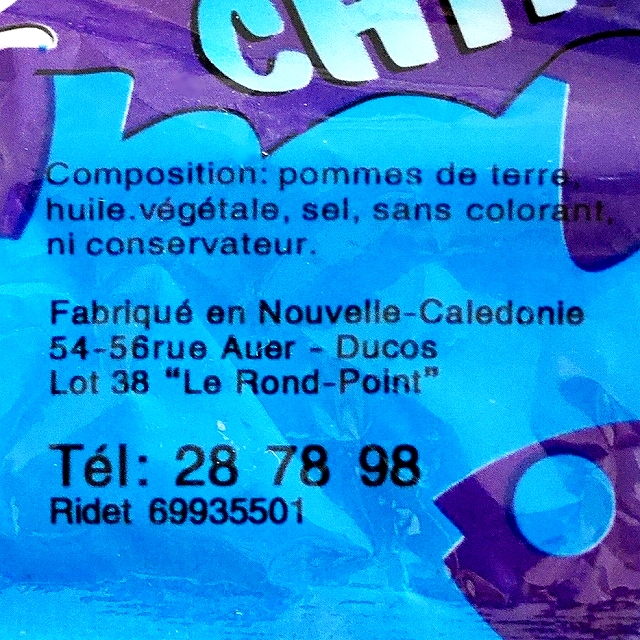 Composition: pommes de terre,
huile.végétale, sel, sans colorant,
ni conservateur.
Fabriqué en Nouvelle-Caledonie
54-56rue Auer - Ducos
Lot 38 “Le Rond-Point”
Tél: 28 78 98
Ridet 69935501